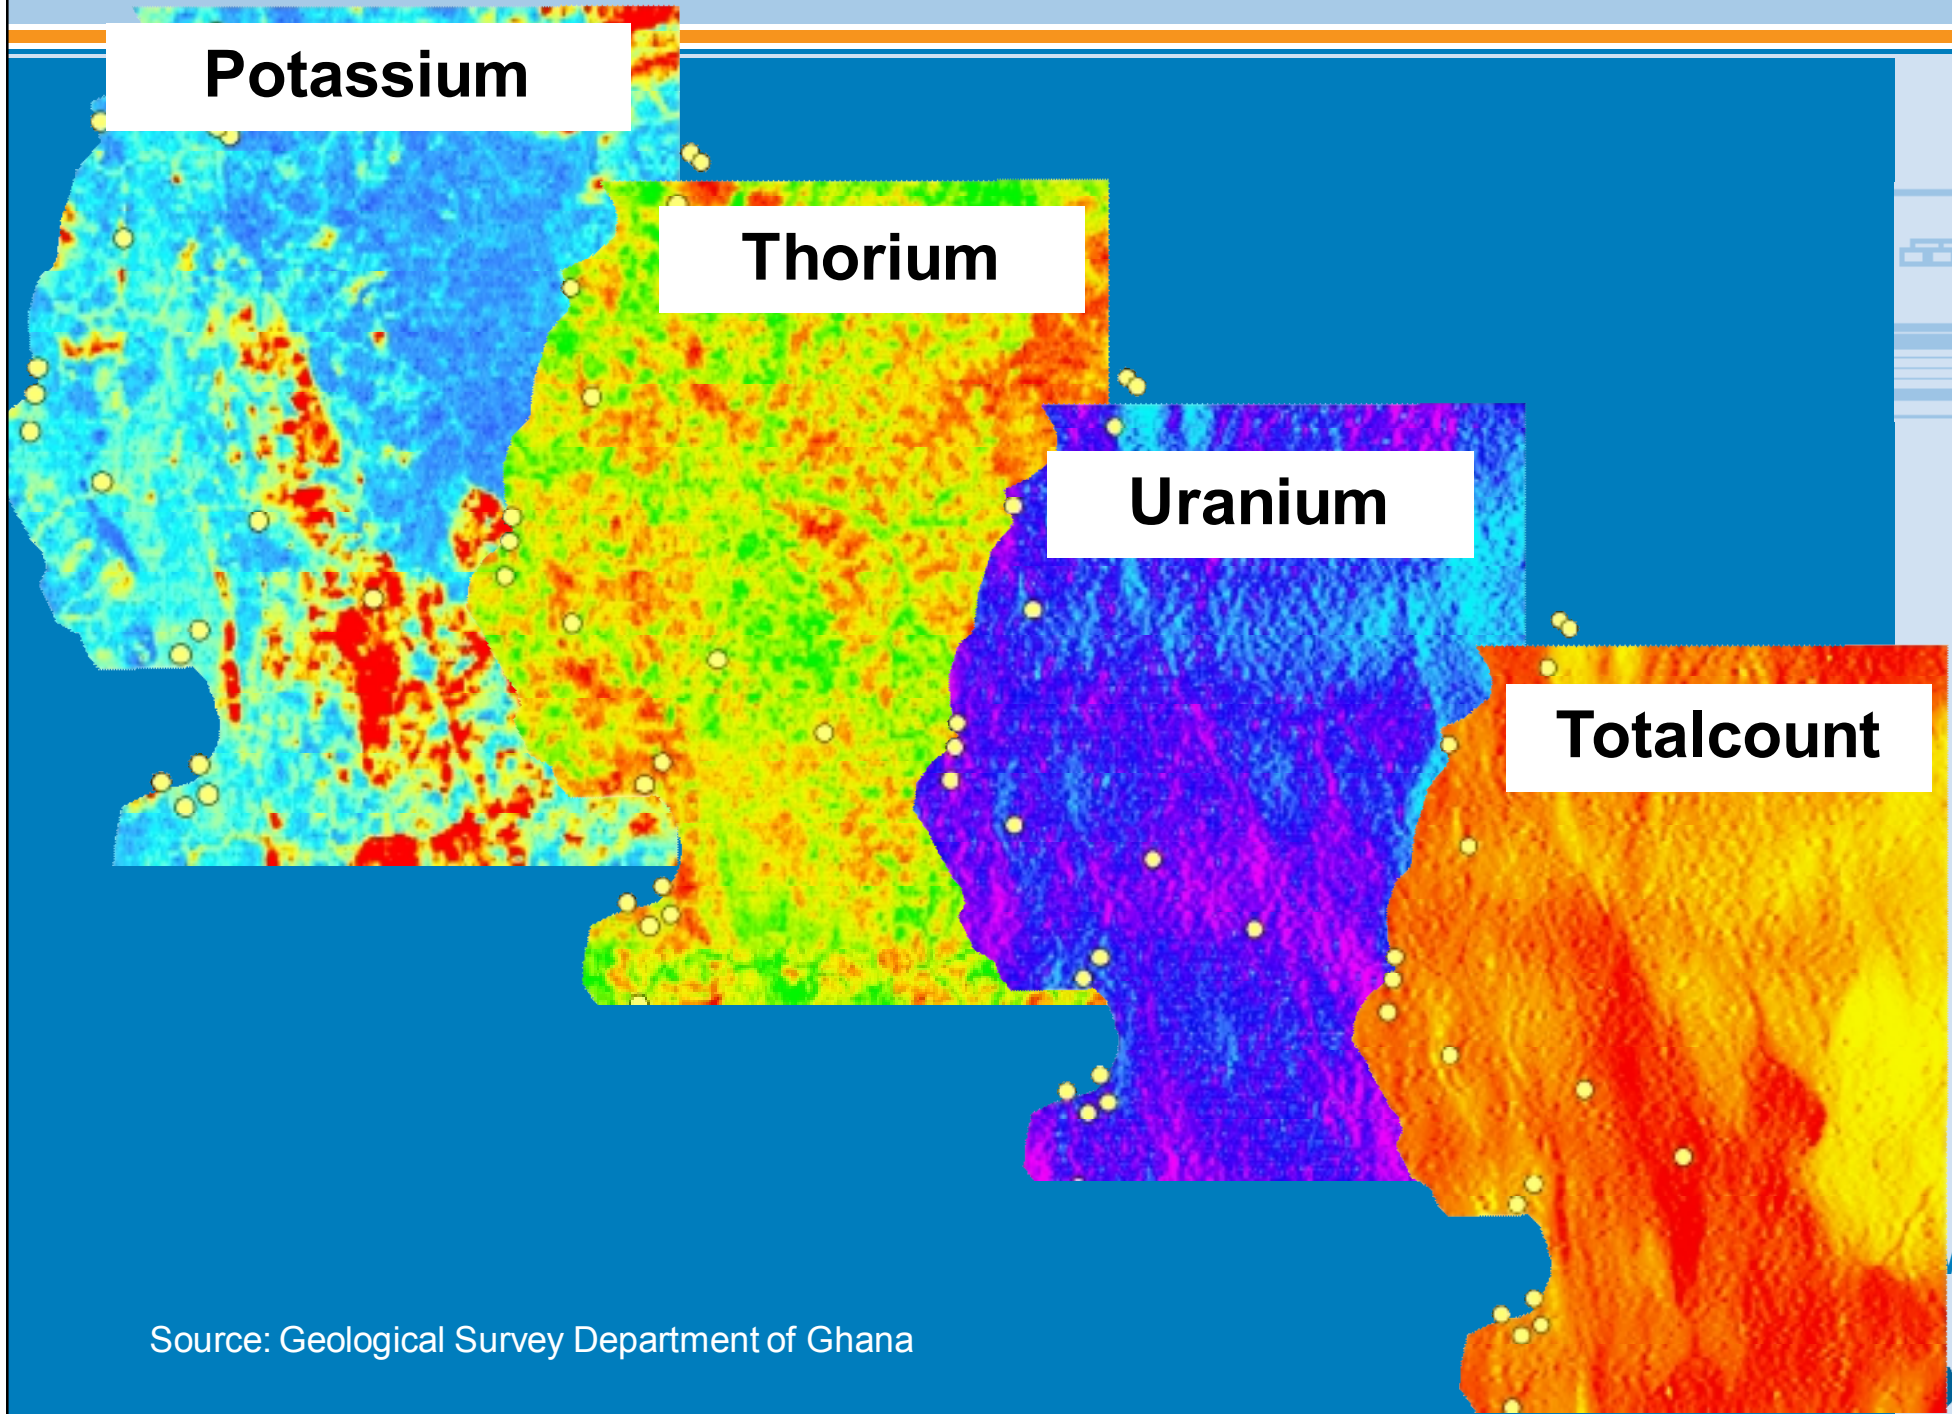 Potassium
Thorium
Uranium
Totalcount
Source: Geological Survey Department of Ghana